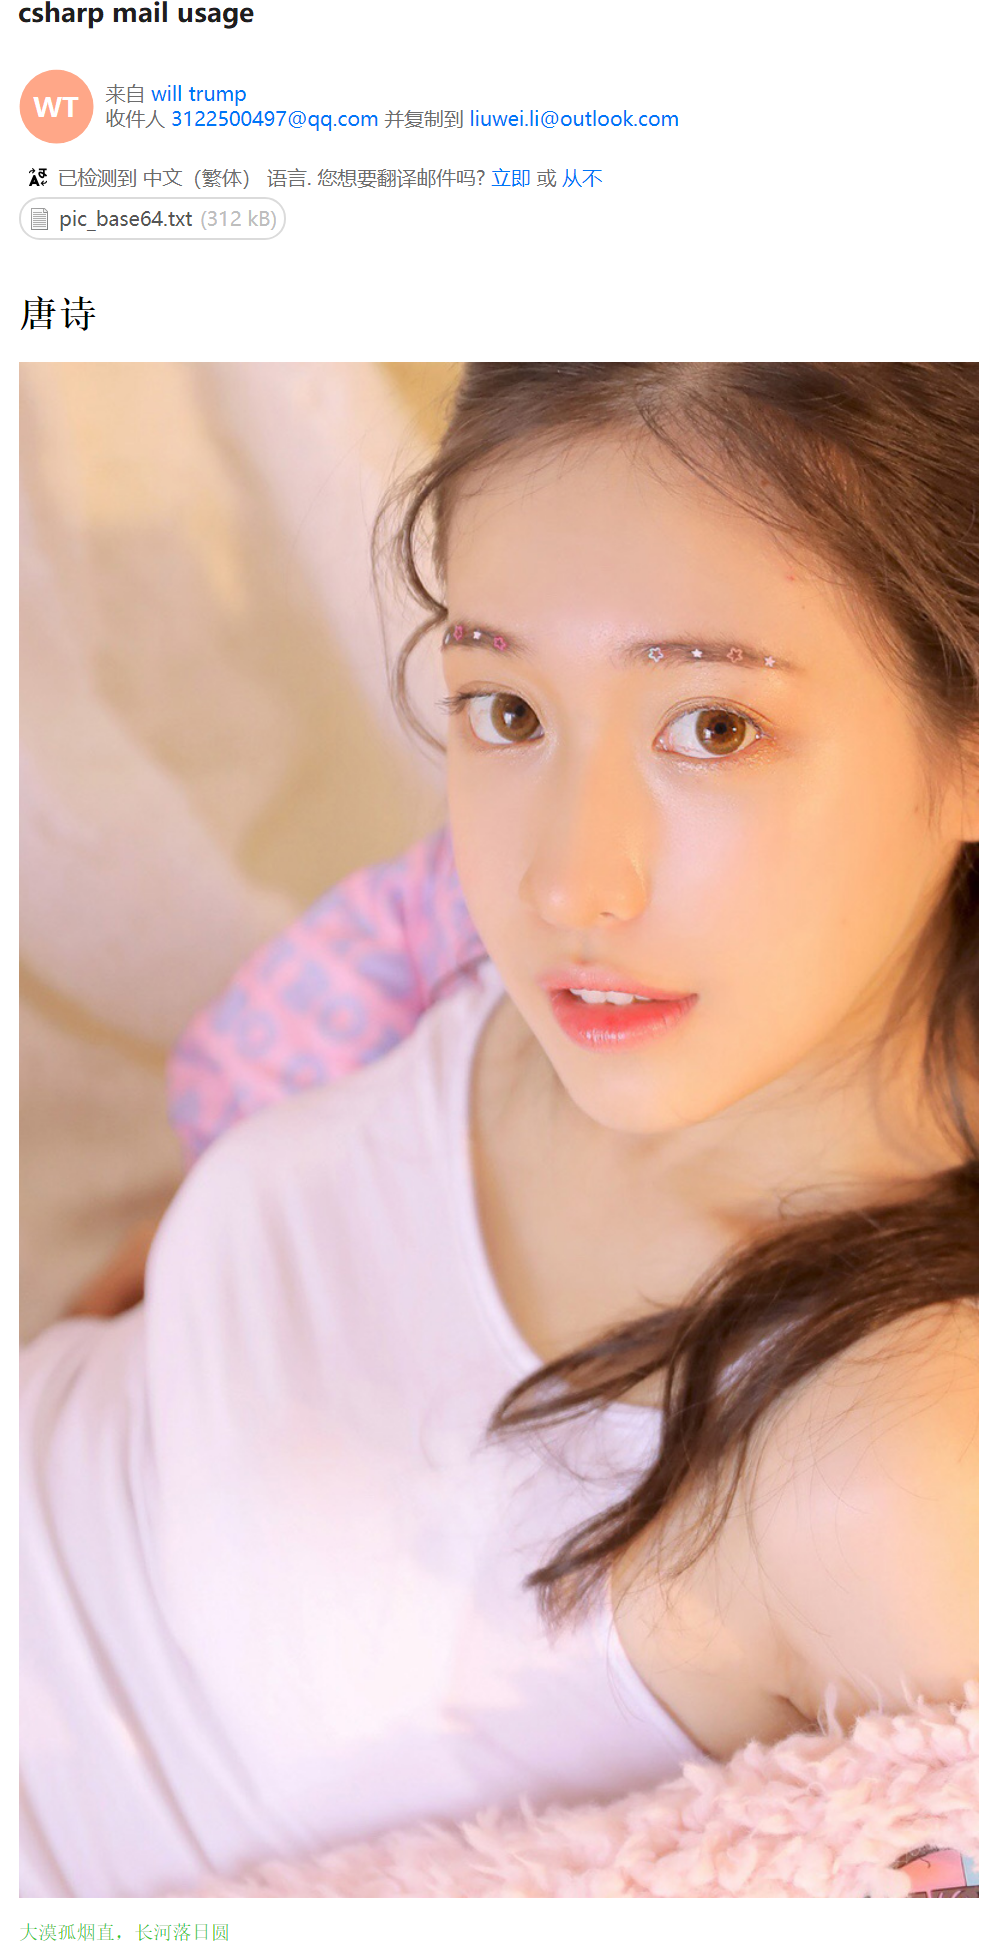 csharp mail usage
WT
来自 will trump
收件人 3122500497@qq.com 并复制到 liuwei.li@outlook.com
已检测到 中文（繁体） 语言. 您想要翻译邮件吗? 立即 或 从不
pic_base64.txt (312 kB)
唐诗
大漠孤烟直，长河落日圆